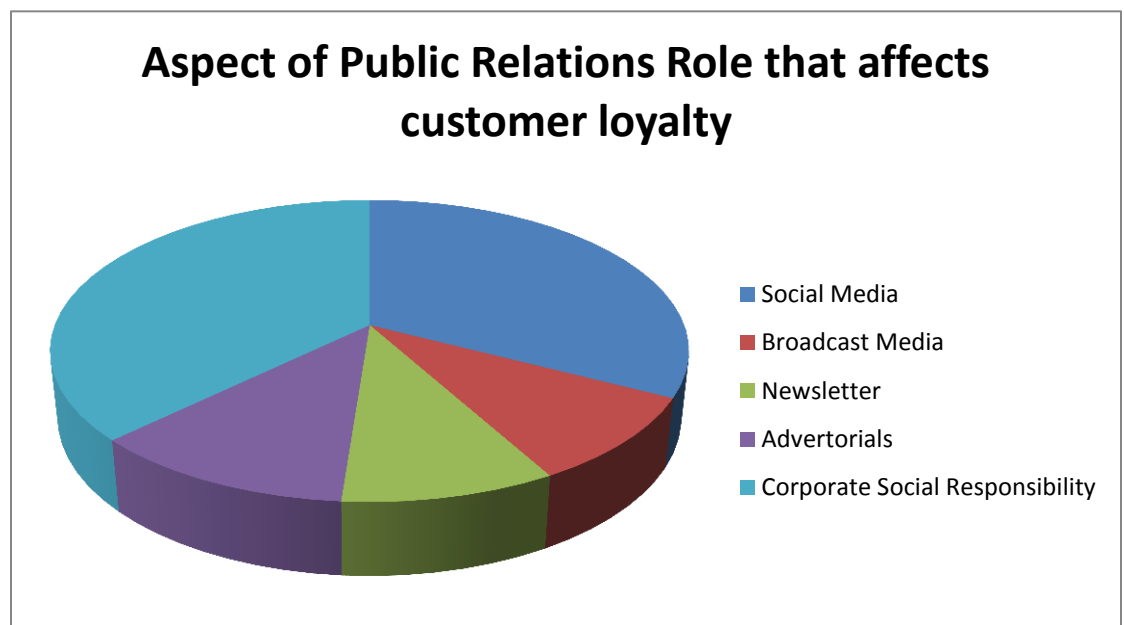 Aspect of Public Relations Role that affects
customer loyalty
Social Media
Broadcast Media
Newsletter
Advertorials
Corporate Social Responsibility